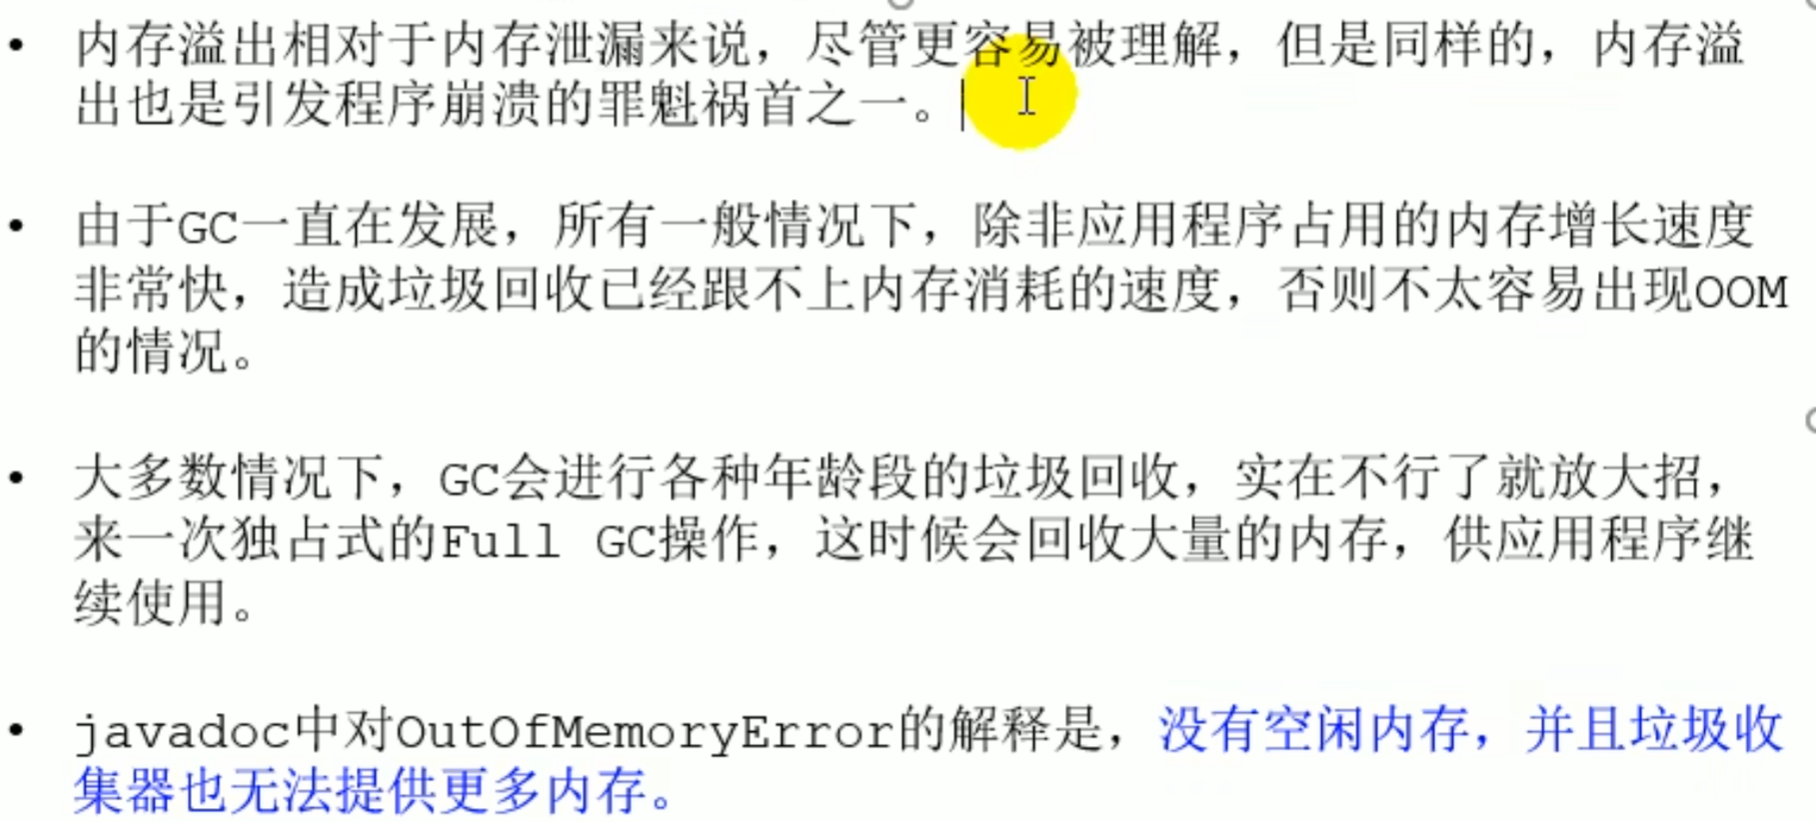 • 内存溢出相对于内存泄漏来说，尽管更容易被理解，但是同样的，内存溢
出也是引发程序崩溃的罪魁祸首之一。
• 由于GC一直在发展，所有一般情况下，除非应用程序占用的内存增长速度
非常快，造成垃圾回收已经跟不上内存消耗的速度，否则不太容易出现OOM
的情况。
• 大多数情况下，GC会进行各种年龄段的垃圾回收，实在不行了就放大招，
来一次独占式的Full GC操作，这时候会回收大量的内存，供应用程序继
续使用。
• javadoc中对OutOfMemoryError的解释是，没有空闲内存，并且垃圾收
集器也无法提供更多内存。